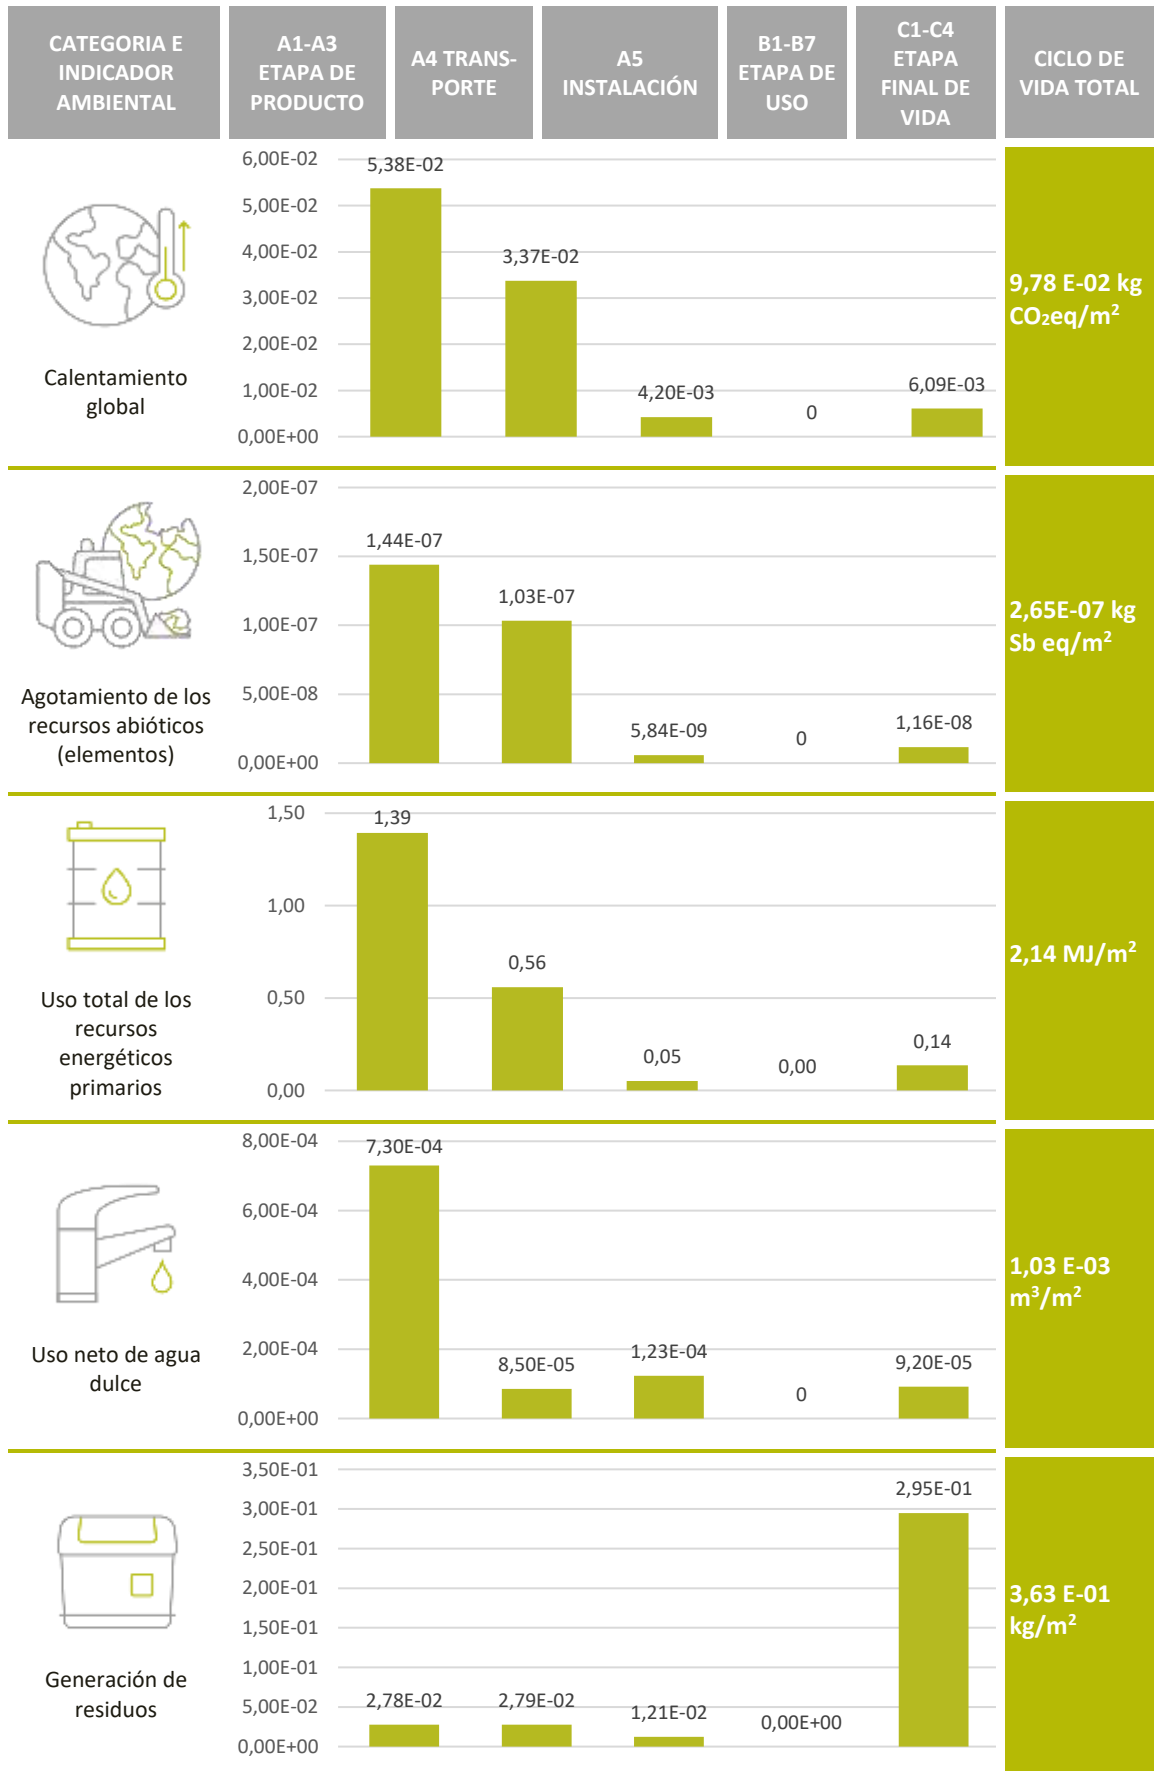 CATEGORIA E
INDICADOR
AMBIENTAL
A1-A3
ETAPA DE
PRODUCTO
A4 TRANS-
PORTE
A5
INSTALACIÓN
B1-B7
ETAPA DE
USO
C1-C4
ETAPA
FINAL DE
VIDA
CICLO DE
VIDA TOTAL
Calentamiento
global
6,00E-02
5,00E-02
4,00E-02
3,00E-02
2,00E-02
1,00E-02
0,00E+00
5,38E-02
3,37E-02
4,20E-03
0
6,09E-03
9,78 E-02 kg
CO₂eq/m²
Agotamiento de los
recursos abióticos
(elementos)
2,00E-07
1,50E-07
1,00E-07
5,00E-08
0,00E+00
1,44E-07
1,03E-07
5,84E-09
0
1,16E-08
2,65E-07 kg
Sb eq/m²
Uso total de los
recursos
energéticos
primarios
1,50
1,00
0,50
0,00
1,39
0,56
0,05
0,00
0,14
2,14 MJ/m²
Uso neto de agua
dulce
8,00E-04
6,00E-04
4,00E-04
2,00E-04
0,00E+00
7,30E-04
8,50E-05
1,23E-04
0
9,20E-05
1,03 E-03
m³/m²
Generación de
residuos
3,50E-01
3,00E-01
2,50E-01
2,00E-01
1,50E-01
1,00E-01
5,00E-02
0,00E+00
2,78E-02
2,79E-02
1,21E-02
0,00E+00
2,95E-01
3,63 E-01
kg/m²